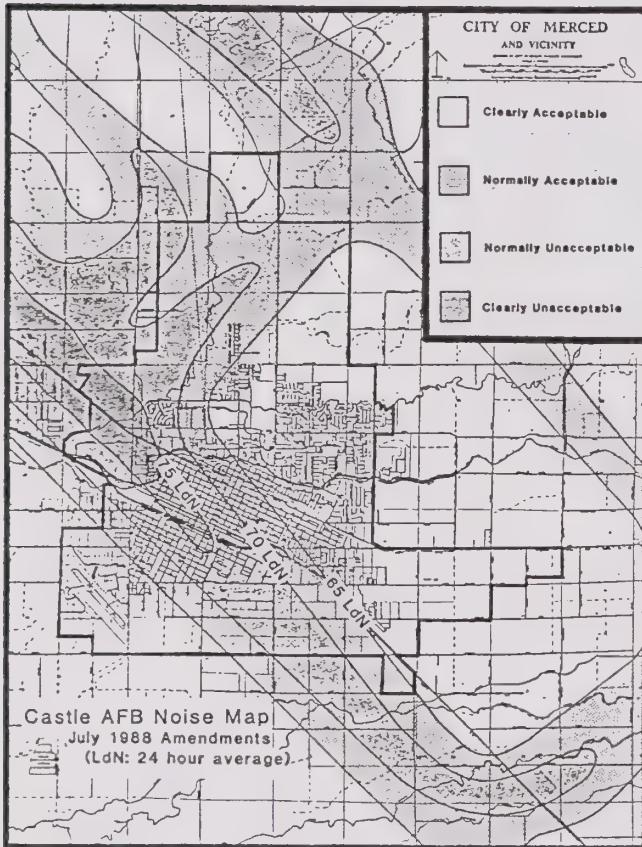 CITY OF MERCED
AND VICINITY
Clearly Acceptable
Normally Acceptable
Normally Unacceptable
Clearly Unacceptable
75 LdN
70 LdN
65 LdN
Castle AFB Noise Map
July 1988 Amendments
(LdN: 24 hour average)